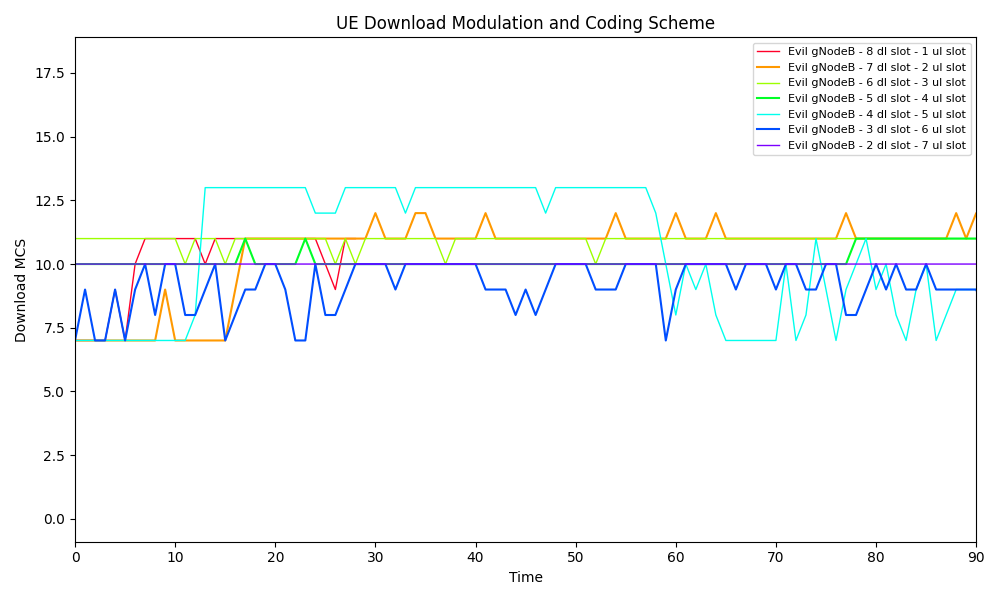 UE Download Modulation and Coding Scheme
Evil gNodeB - 8 dl slot - 1 ul slot
Evil gNodeB - 7 dl slot - 2 ul slot
Evil gNodeB - 6 dl slot - 3 ul slot
Evil gNodeB - 5 dl slot - 4 ul slot
Evil gNodeB - 4 dl slot - 5 ul slot
Evil gNodeB - 3 dl slot - 6 ul slot
Evil gNodeB - 2 dl slot - 7 ul slot
Download MCS
17.5
15.0
12.5
10.0
7.5
5.0
2.5
0.0
0 10 20 30 40 50 60 70 80 90
Time